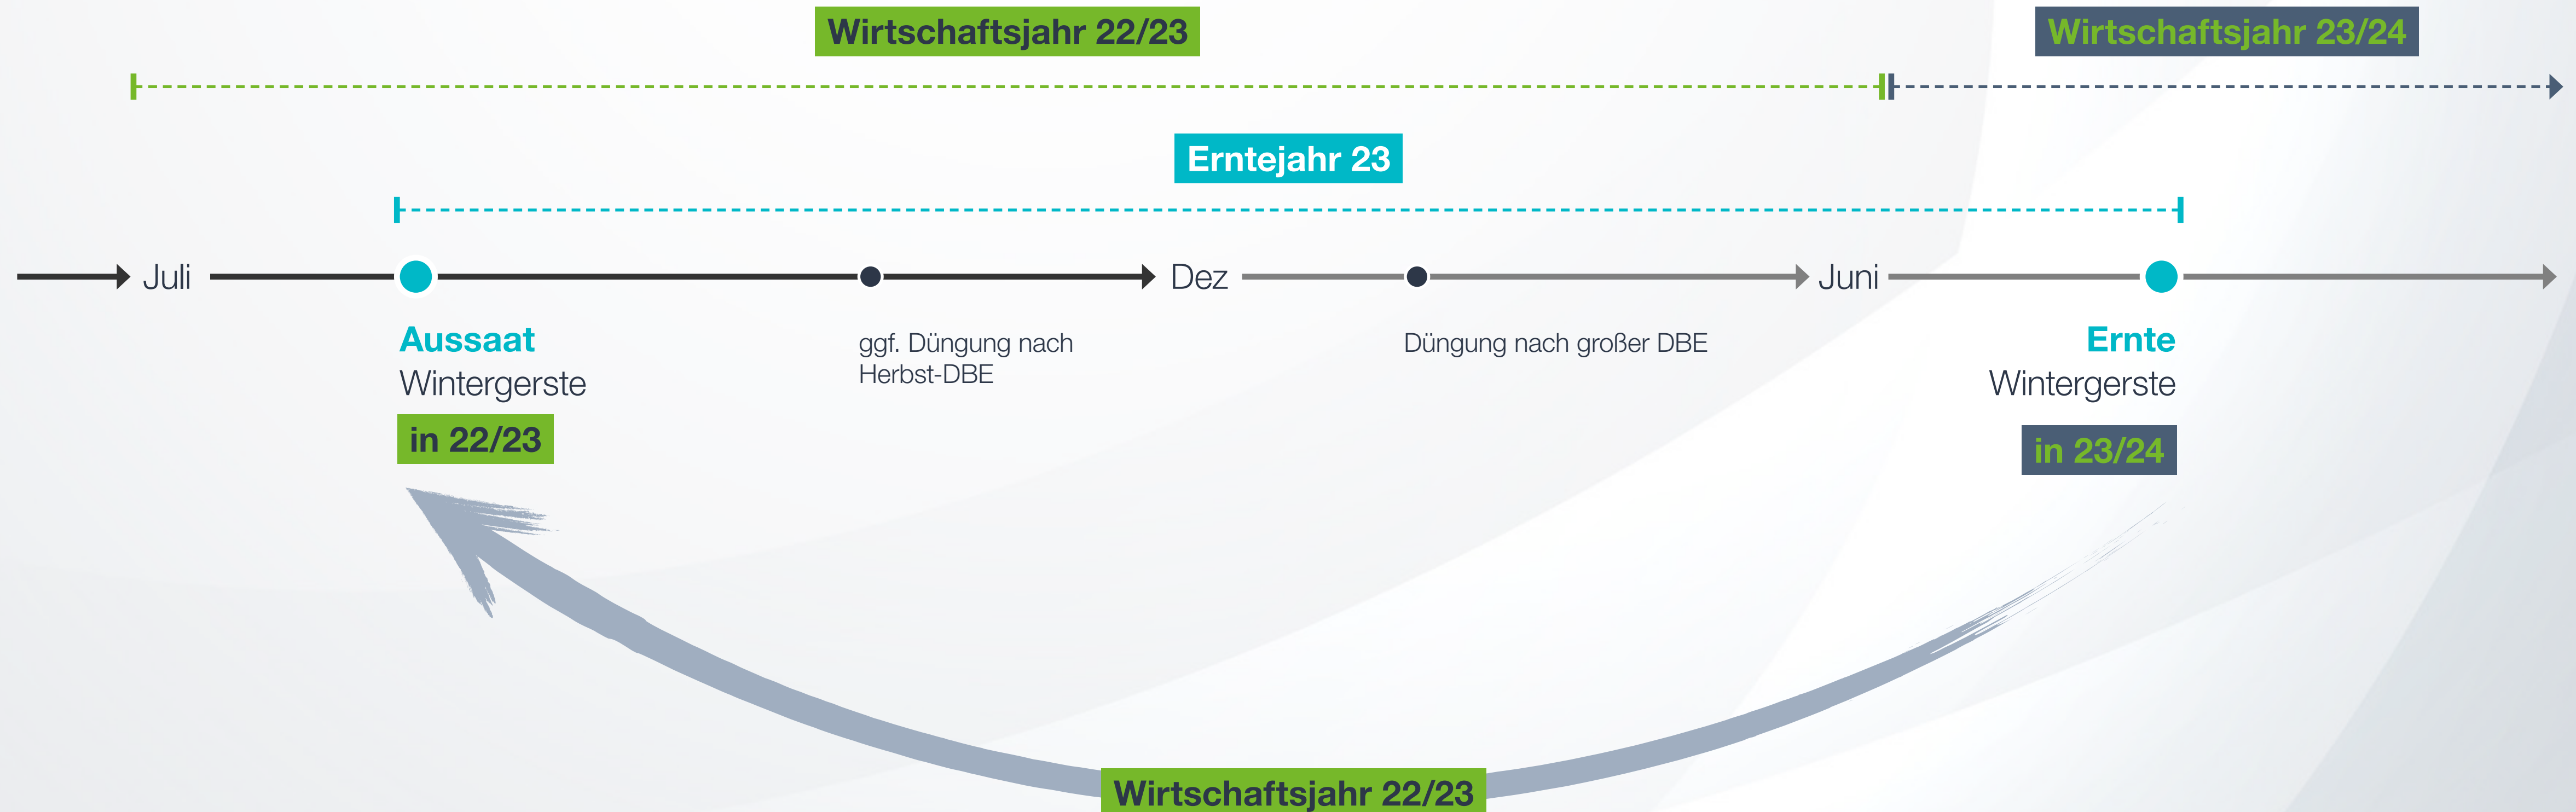 Wirtschaftsjahr 22/23
Wirtschaftsjahr 23/24
Erntejahr 23
Juli
Dez
Juni
Aussaat
Wintergerste
in 22/23
ggf. Düngung nach
Herbst-DBE
Düngung nach großer DBE
Ernte
Wintergerste
in 23/24
Wirtschaftsjahr 22/23